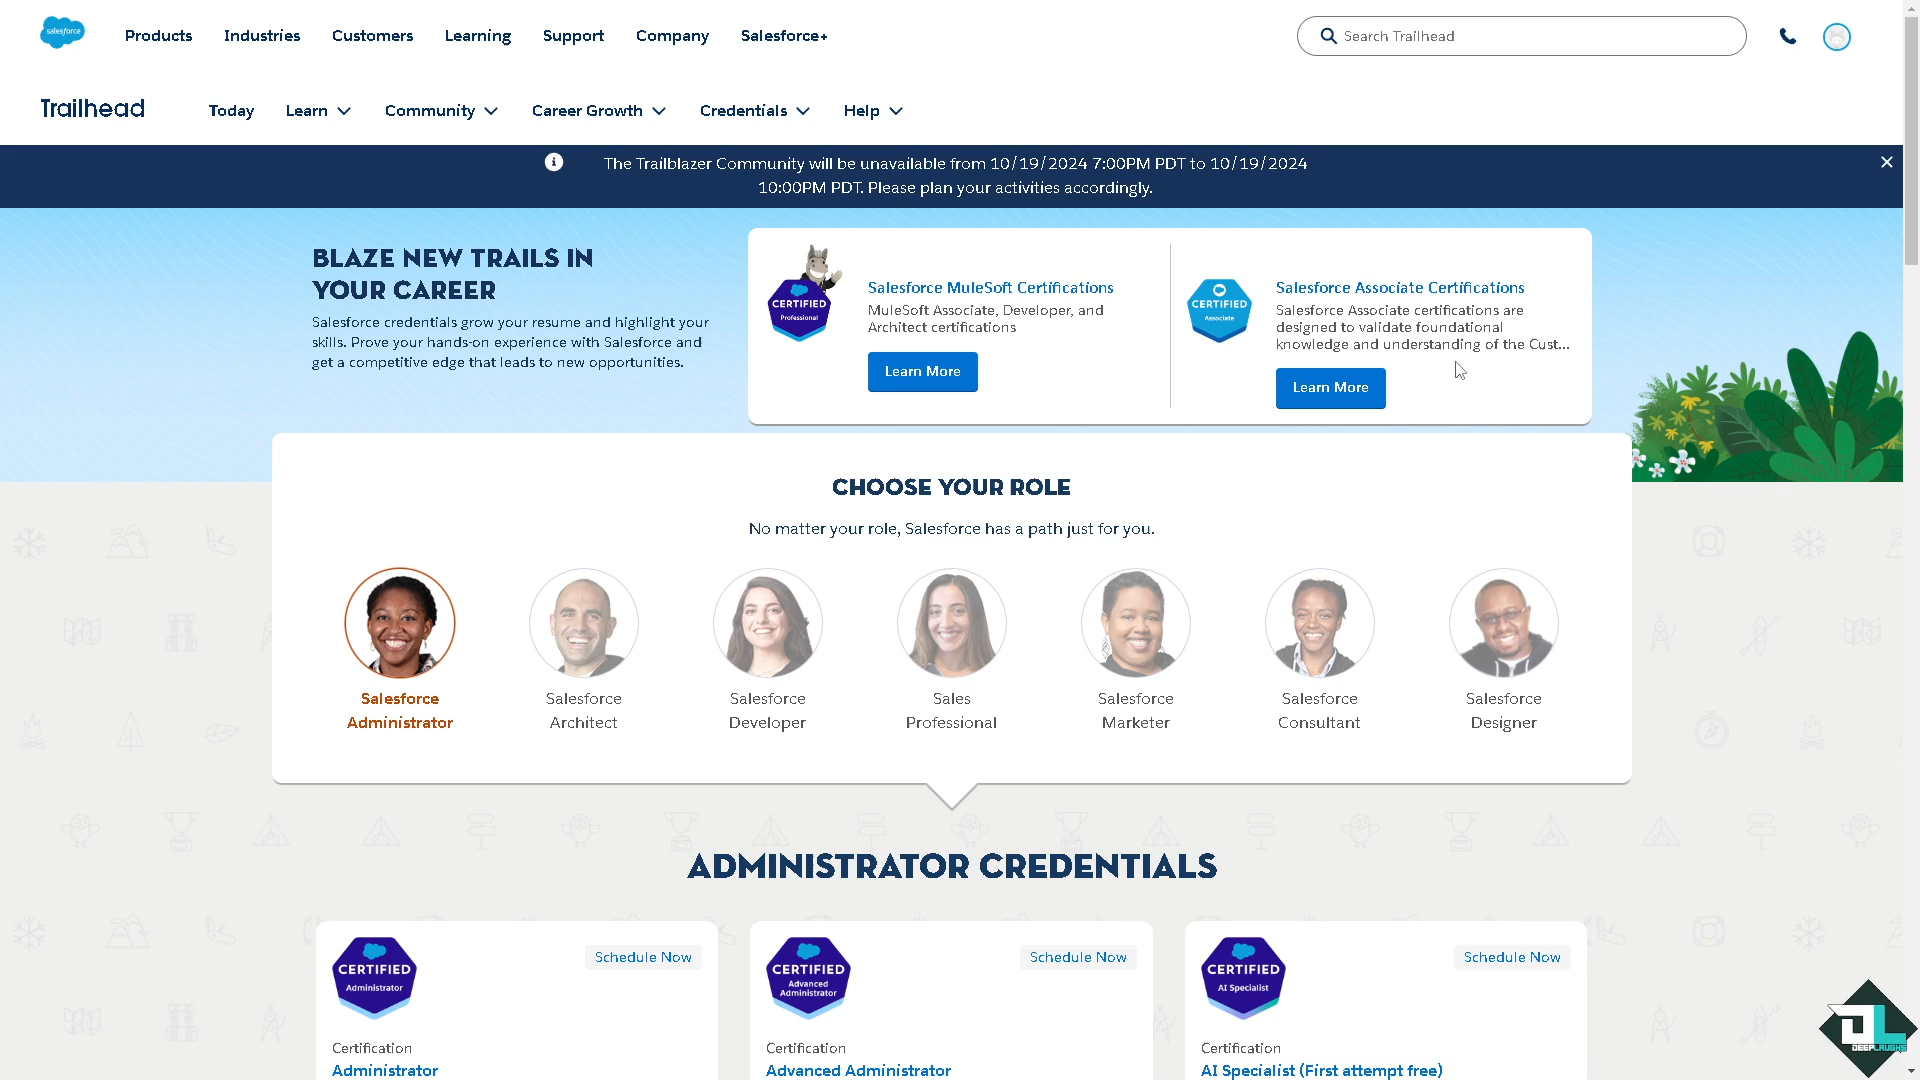 salesforce
Products Industries Customers Learning Support Company Salesforce+
Search Trailhead
Trailhead
Today Learn Community Career Growth Credentials Help
The Trailblazer Community will be unavailable from 10/19/2024 7:00PM PDT to 10/19/2024
10:00PM PDT. Please plan your activities accordingly.
BLAZE NEW TRAILS IN
YOUR CAREER
Salesforce credentials grow your resume and highlight your
skills. Prove your hands-on experience with Salesforce and
get a competitive edge that leads to new opportunities.
CERTIFIED
Professional
Salesforce MuleSoft Certifications
MuleSoft Associate, Developer, and
Architect certifications
Learn More
CERTIFIED
Associate
Salesforce Associate Certifications
Salesforce Associate certifications are
designed to validate foundational
knowledge and understanding of the Cust...
Learn More
CHOOSE YOUR ROLE
No matter your role, Salesforce has a path just for you.
Salesforce
Administrator
Salesforce
Architect
Salesforce
Developer
Sales
Professional
Salesforce
Marketer
Salesforce
Consultant
Salesforce
Designer
ADMINISTRATOR CREDENTIALS
CERTIFIED
Administrator
Schedule Now
Certification
Administrator
CERTIFIED
Advanced
Administrator
Schedule Now
Certification
Advanced Administrator
CERTIFIED
AI Specialist
Schedule Now
Certification
AI Specialist (First attempt free)
DL
DEEPLAUGHS